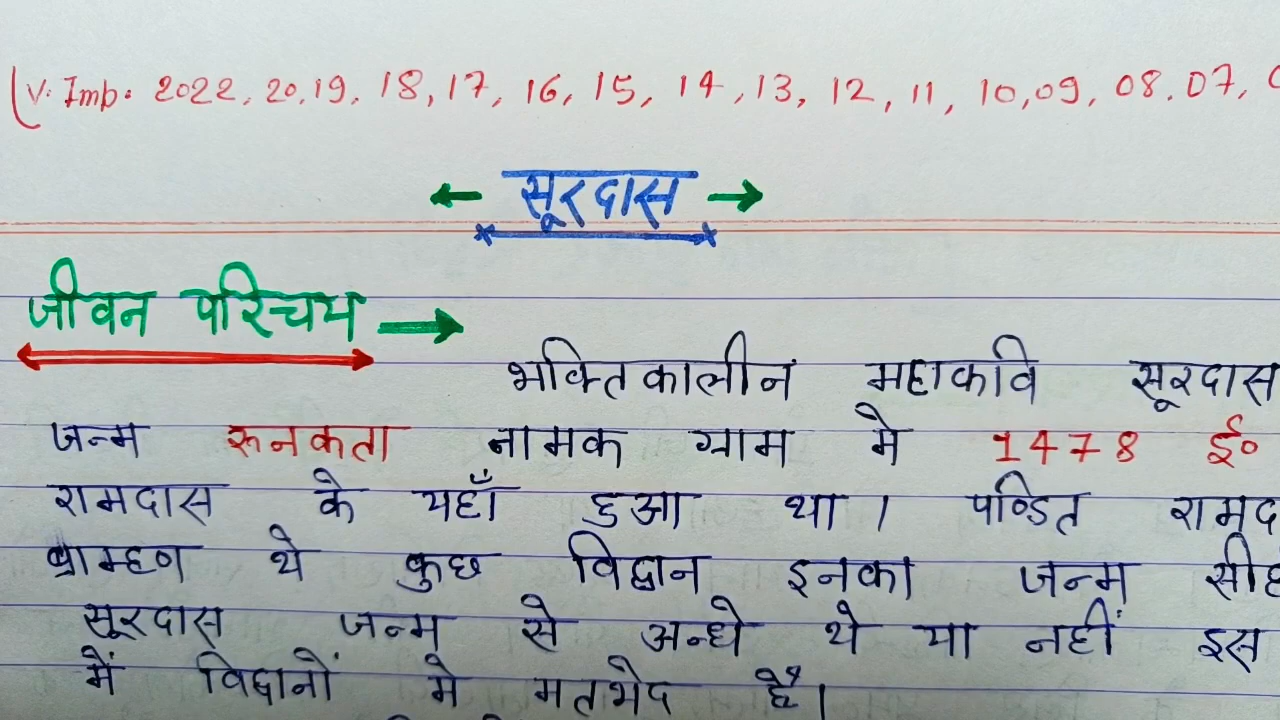 (V. Imp. 2022, 20, 19, 18, 17, 16, 15, 14, 13, 12, 11, 10, 09, 08, 07,
सूरदास
जीवन परिचय
भक्तिकालीन महाकवि सूरदास
जन्म रुनकता नामक ग्राम मे 1478 ई०
रामदास के यहाँ हुआ था। पण्डित रामद
ब्राम्हण थे कुछ विद्वान इनका जन्म सीह
सूरदास जन्म से अन्धे थे या नहीं इस
में विद्वानों मे मतभेद है।